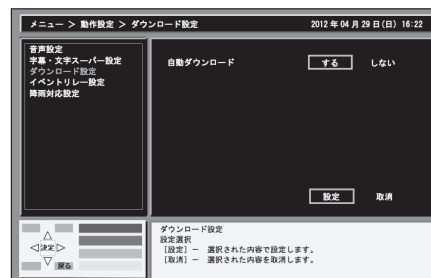 メニュー > 動作設定 > ダウンロード設定
2012 年 04 月 29 日(日) 16:22
音声設定
字幕・文字スーパー設定
ダウンロード設定
イベントリレー設定
降雨対応設定
自動ダウンロード
する しない
設定 取消
決定
戻る
ダウンロード設定
設定選択
[設定] ー 選択された内容で設定します。
[取消] ー 選択された内容を取消します。